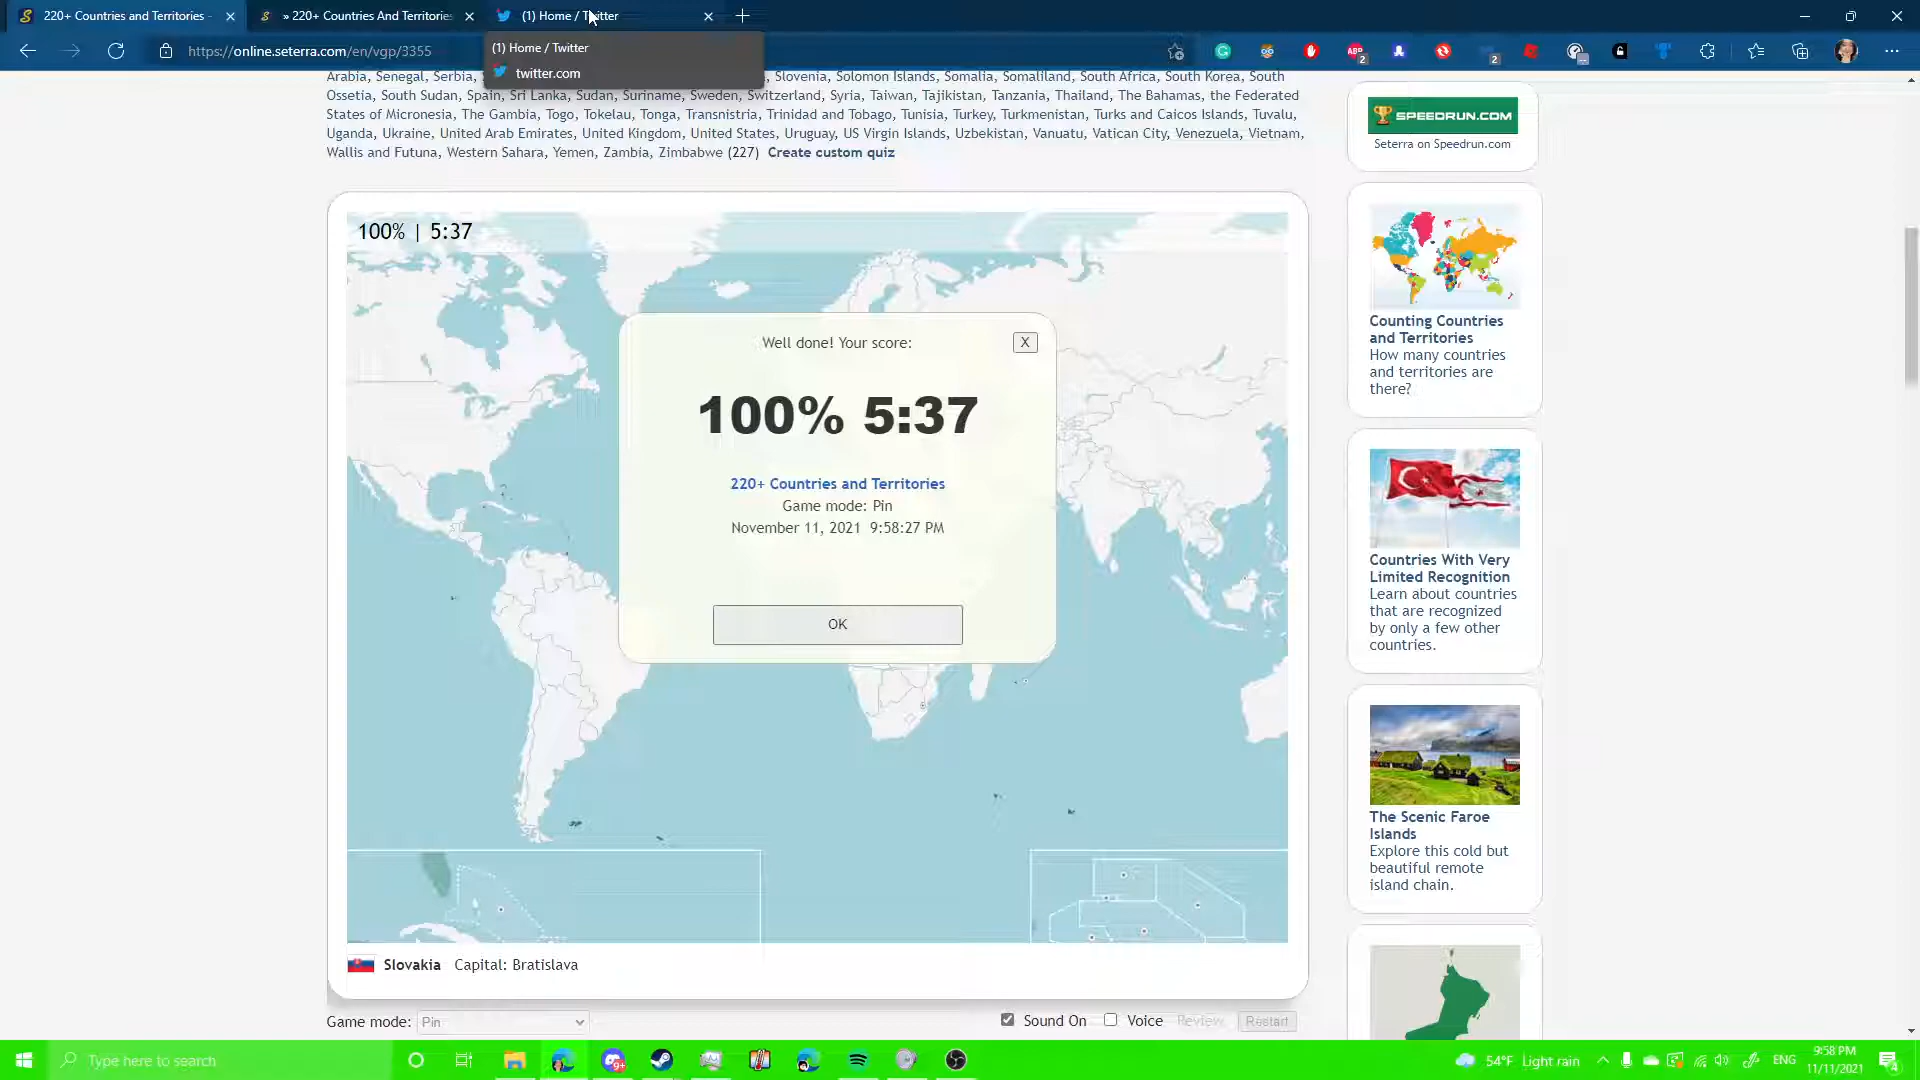 220+ Countries and Territories -
» 220+ Countries And Territories
(1) Home / Twitter
https://online.seterra.com/en/vgp/3355
(1) Home / Twitter
twitter.com
ABP
2
2
Arabia, Senegal, Serbia,
, Slovenia, Solomon Islands, Somalia, Somaliland, South Africa, South Korea, South
Ossetia, South Sudan, Spain, Sri Lanka, Sudan, Suriname, Sweden, Switzerland, Syria, Taiwan, Tajikistan, Tanzania, Thailand, The Bahamas, the Federated
States of Micronesia, The Gambia, Togo, Tokelau, Tonga, Transnistria, Trinidad and Tobago, Tunisia, Turkey, Turkmenistan, Turks and Caicos Islands, Tuvalu,
Uganda, Ukraine, United Arab Emirates, United Kingdom, United States, Uruguay, US Virgin Islands, Uzbekistan, Vanuatu, Vatican City, Venezuela, Vietnam,
Wallis and Futuna, Western Sahara, Yemen, Zambia, Zimbabwe (227) Create custom quiz
100% | 5:37
Well done! Your score:
X
100% 5:37
220+ Countries and Territories
Game mode: Pin
November 11, 2021 9:58:27 PM
OK
Slovakia Capital: Bratislava
Game mode: Pin
Sound On
Voice
Review
Restart
SPEEDRUN.COM
Seterra on Speedrun.com
Counting Countries
and Territories
How many countries
and territories are
there?
Countries With Very
Limited Recognition
Learn about countries
that are recognized
by only a few other
countries.
The Scenic Faroe
Islands
Explore this cold but
beautiful remote
island chain.
Type here to search
9+
54°F Light rain
ENG
9:58 PM
11/11/2021
4